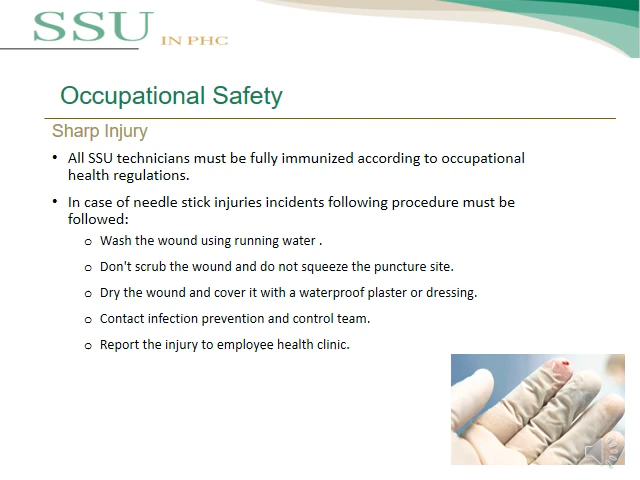 SSU IN PHC
Occupational Safety
Sharp Injury
• All SSU technicians must be fully immunized according to occupational
health regulations.
• In case of needle stick injuries incidents following procedure must be
followed:
o Wash the wound using running water .
o Don't scrub the wound and do not squeeze the puncture site.
o Dry the wound and cover it with a waterproof plaster or dressing.
o Contact infection prevention and control team.
o Report the injury to employee health clinic.